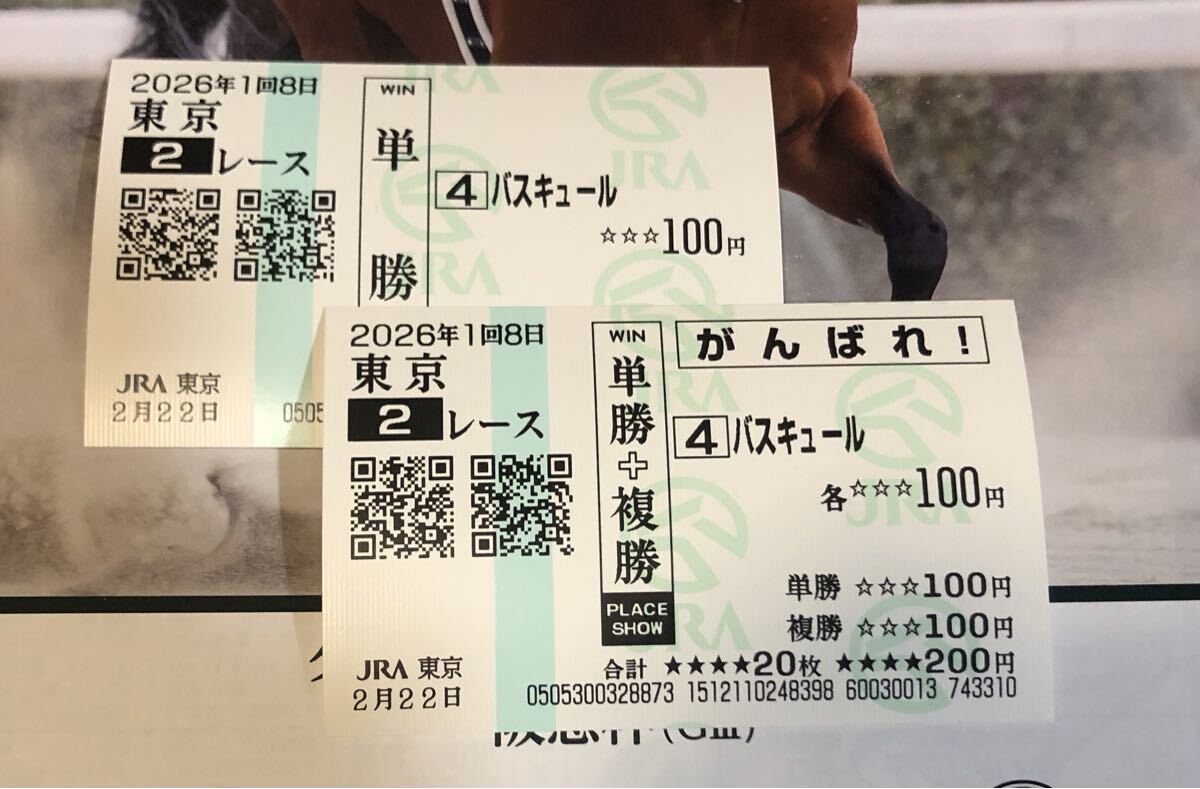 2026年1回8日
東京
2レース
JRA 東京
2月22日
0505
WIN
単勝
4 バスキュール
☆☆☆100円
JRA
2026年1回8日
東京
2レース
JRA 東京
2月22日
WIN
単勝+複勝
PLACE
SHOW
がんばれ!
4 バスキュール
各☆☆☆100円
単勝 ☆☆☆100円
複勝 ☆☆☆100円
合計 ★★★★20枚 ★★★★200円
0505300328873 1512110248398 60030013 743310
JRA
(GIII)